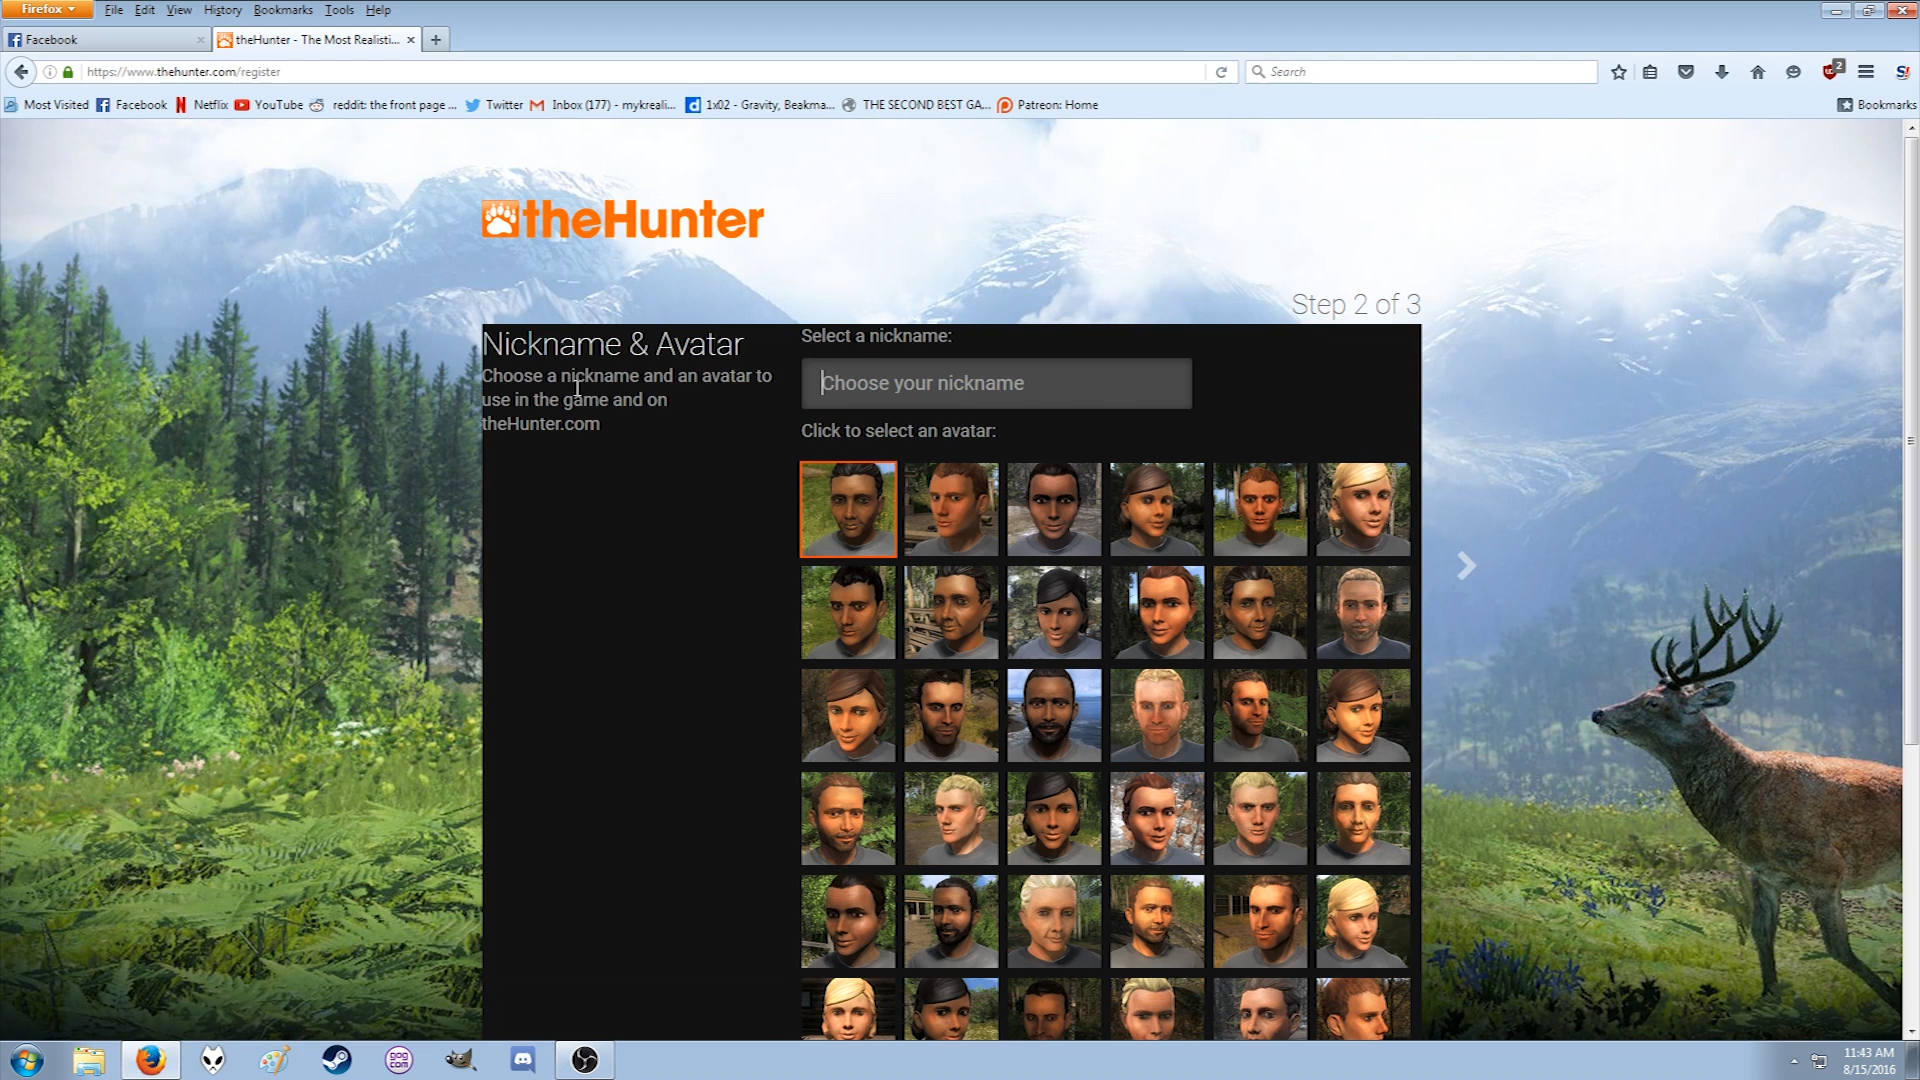 Firefox
File Edit View History Bookmarks Tools Help
Facebook
theHunter - The Most Realisti...
https://www.thehunter.com/register
Search
2
Most Visited Facebook Netflix YouTube reddit: the front page ... Twitter Inbox (177) - mykreali... 1x02 - Gravity, Beakma... THE SECOND BEST GA... Patreon: Home Bookmarks
theHunter
Step 2 of 3
Nickname & Avatar
Choose a nickname and an avatar to
use in the game and on
theHunter.com
Select a nickname:
Choose your nickname
Click to select an avatar:
gog
com
11:43 AM
8/15/2016